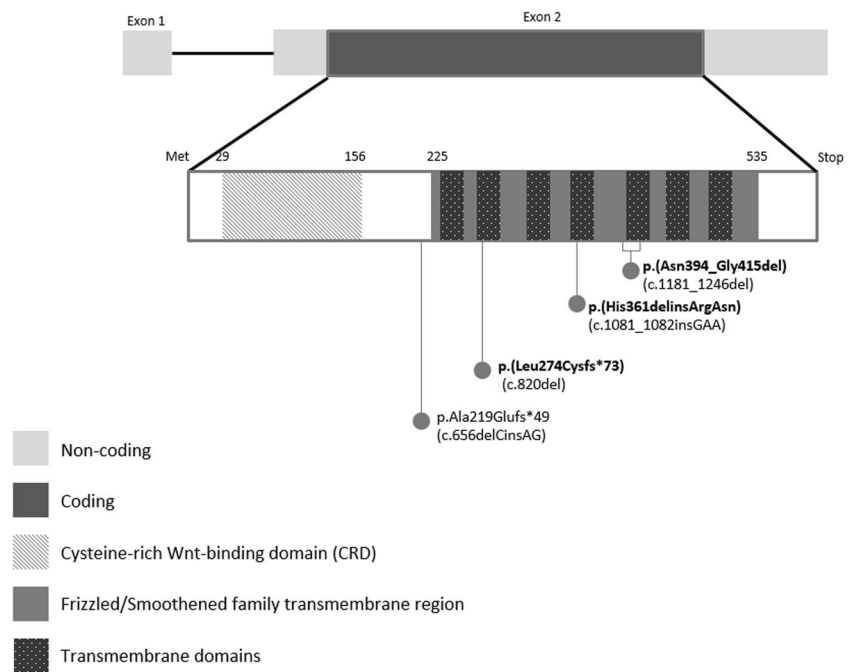 Exon 1
Exon 2
Met 29 156 225 535 Stop
p.(Asn394_Gly415del)
(c.1181_1246del)
p.(His361delinsArgAsn)
(c.1081_1082insGAA)
p.(Leu274Cysfs*73)
(c.820del)
p.Ala219Glufs*49
(c.656delCinsAG)
Non-coding
Coding
Cysteine-rich Wnt-binding domain (CRD)
Frizzled/Smoothened family transmembrane region
Transmembrane domains